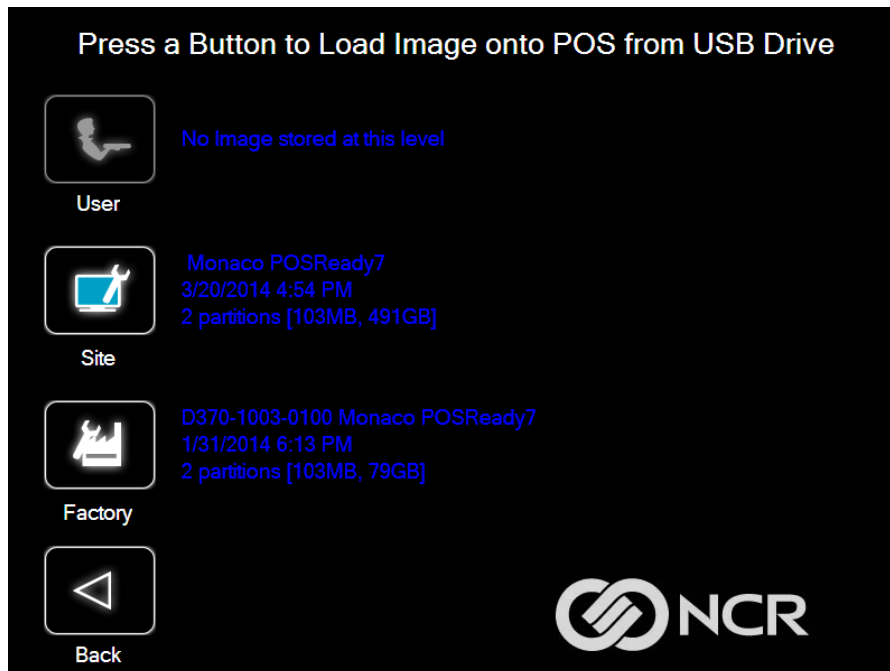 Press a Button to Load Image onto POS from USB Drive
No Image stored at this level
User
Monaco POSReady7
3/20/2014 4:54 PM
2 partitions [103MB, 491GB]
Site
D370-1003-0100 Monaco POSReady7
1/31/2014 6:13 PM
2 partitions [103MB, 79GB]
Factory
Back
NCR